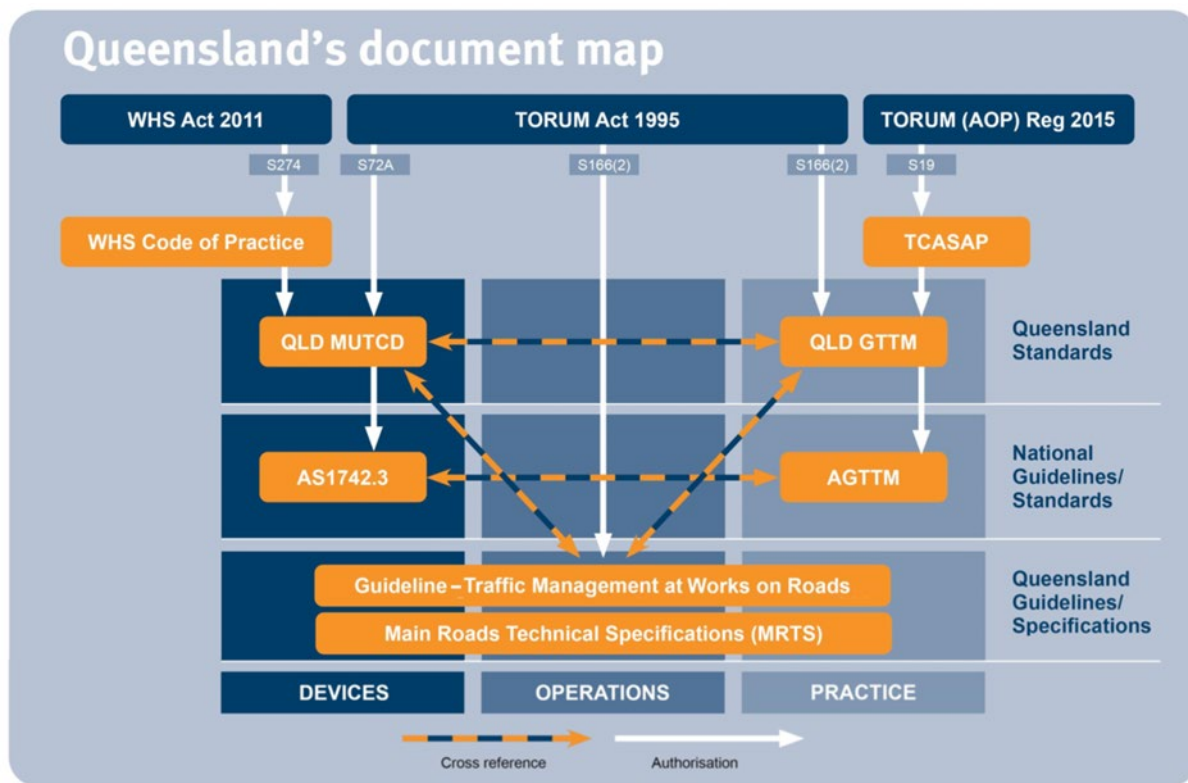 Queensland's document map
WHS Act 2011
TORUM Act 1995
TORUM (AOP) Reg 2015
S274
S72A
S166(2)
S166(2)
S19
WHS Code of Practice
TCASAP
QLD MUTCD
QLD GTTM
Queensland
Standards
AS1742.3
AGTTM
National
Guidelines/
Standards
Guideline – Traffic Management at Works on Roads
Main Roads Technical Specifications (MRTS)
Queensland
Guidelines/
Specifications
DEVICES
OPERATIONS
PRACTICE
Cross reference
Authorisation